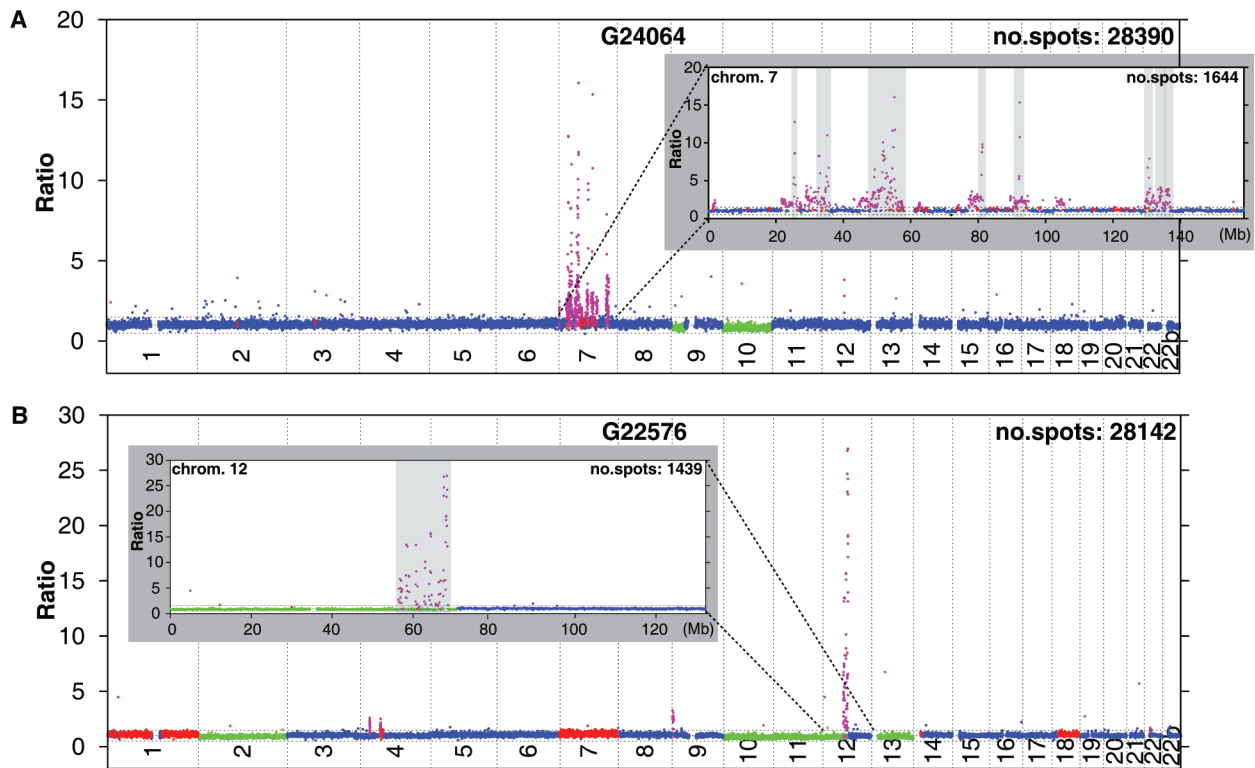 A
G24064
no.spots: 28390
Ratio
20
15
10
5
0
chrom. 7
no.spots: 1644
Ratio
20
15
10
5
0
0 20 40 60 80 100 120 140 (Mb)
1 2 3 4 5 6 7 8 9 10 11 12 13 14 15 16 17 18 19 20 21 22 22b
B
G22576
no.spots: 28142
Ratio
30
25
20
15
10
5
0
chrom. 12
no.spots: 1439
Ratio
30
25
20
15
10
5
0
0 20 40 60 80 100 120 (Mb)
1 2 3 4 5 6 7 8 9 10 11 12 13 14 15 16 17 18 19 20 21 22 22b